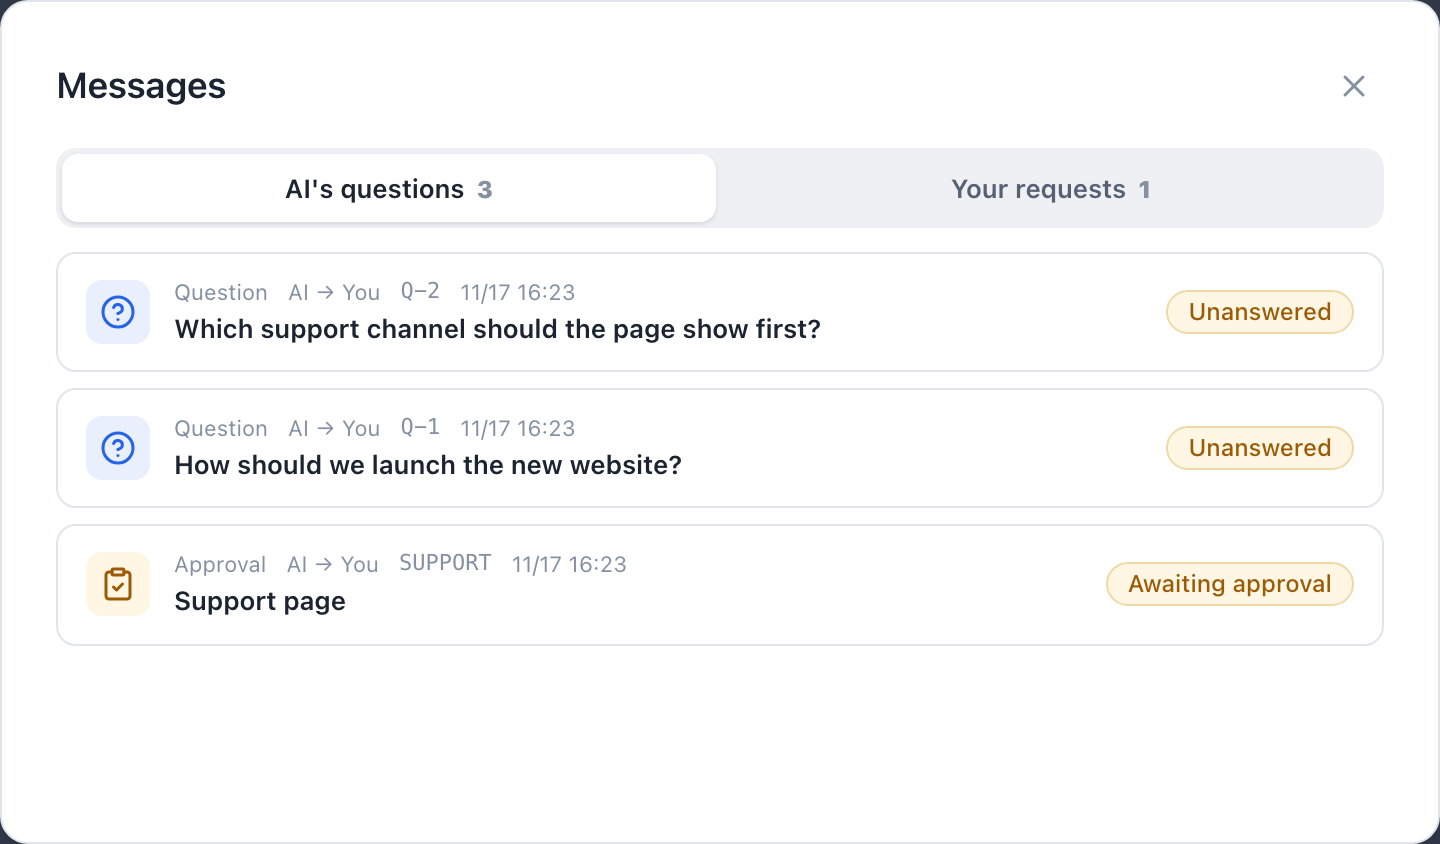 Messages
AI's questions 3
Your requests 1
Question AI → You Q–2 11/17 16:23
Which support channel should the page show first?
Unanswered
Question AI → You Q–1 11/17 16:23
How should we launch the new website?
Unanswered
Approval AI → You SUPPORT 11/17 16:23
Support page
Awaiting approval